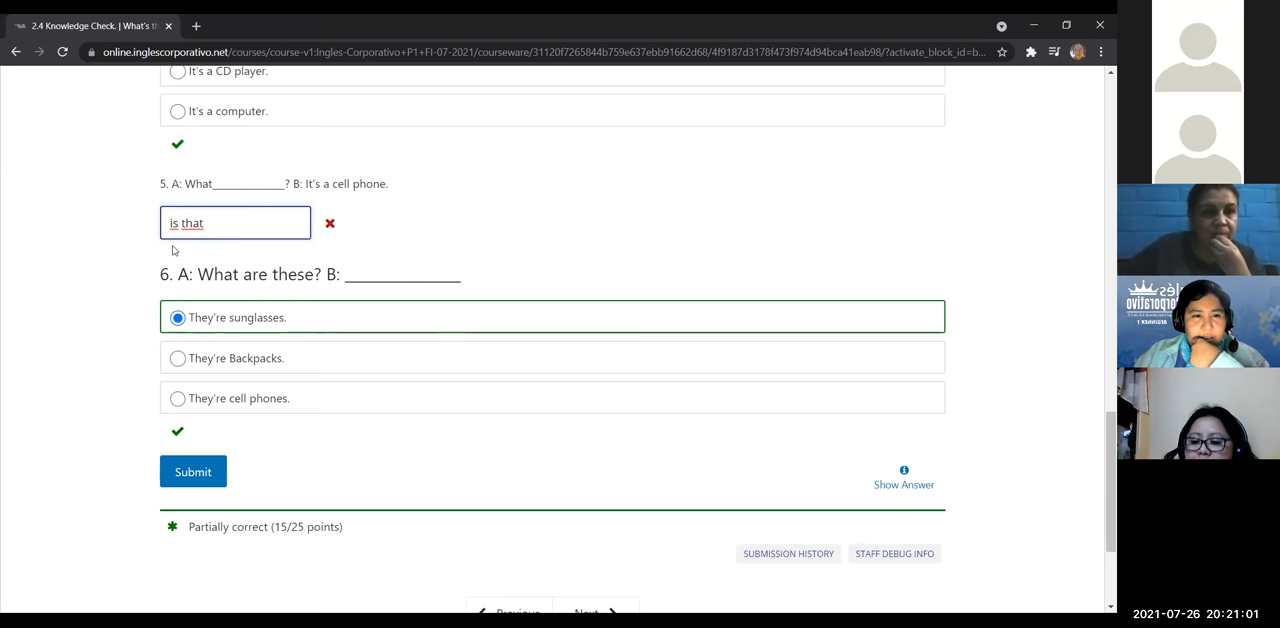 2.4 Knowledge Check. | What's th
online.inglescorporativo.net/courses/course-v1:Ingles-Corporativo+P1+FI-07-2021/courseware/31120f7265844b759e637ebb91662d68/4f9187d3178f473f974d94bca41eab98/?activate_block_id=b...
It's a CD player.
It's a computer.
5. A: What____________? B: It's a cell phone.
is that
6. A: What are these? B: ______________
They're sunglasses.
They're Backpacks.
They're cell phones.
Submit
Show Answer
Partially correct (15/25 points)
SUBMISSION HISTORY
STAFF DEBUG INFO
Previous
Next
2021-07-26 20:21:01